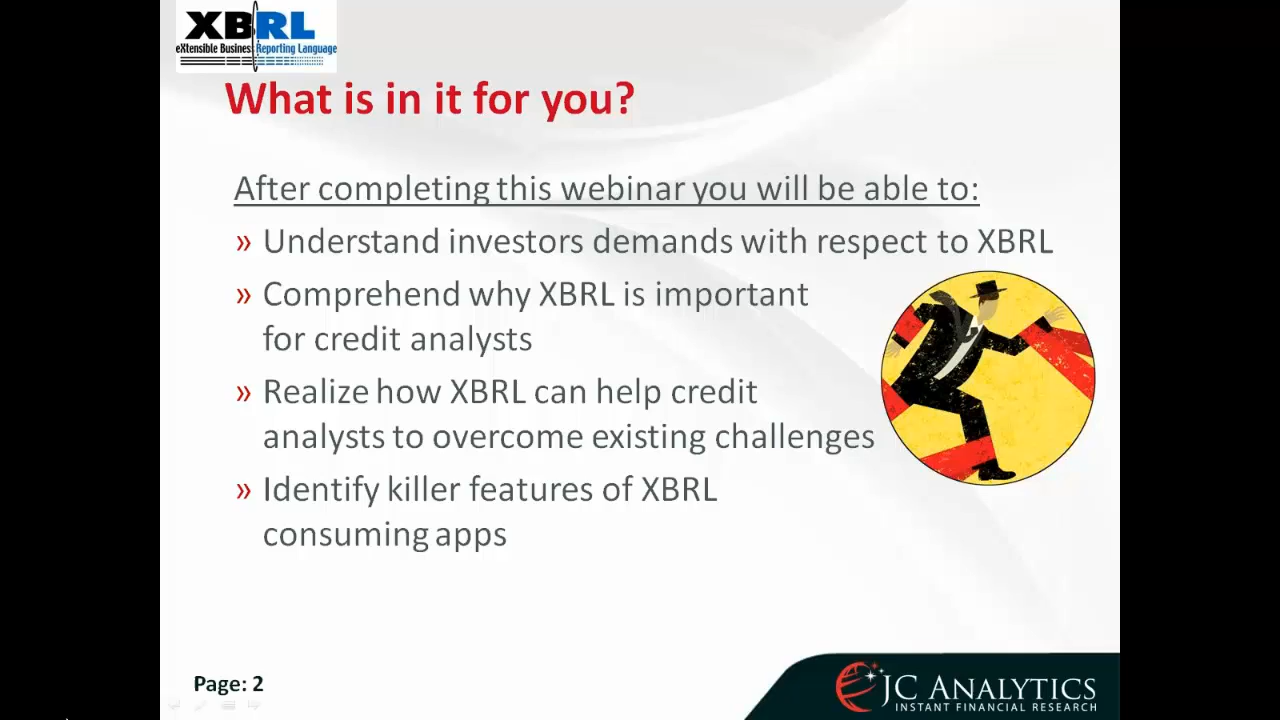 XBRL
eXtensible Business Reporting Language
What is in it for you?
After completing this webinar you will be able to:
» Understand investors demands with respect to XBRL
» Comprehend why XBRL is important
for credit analysts
» Realize how XBRL can help credit
analysts to overcome existing challenges
» Identify killer features of XBRL
consuming apps
Page: 2
JC ANALYTICS
INSTANT FINANCIAL RESEARCH